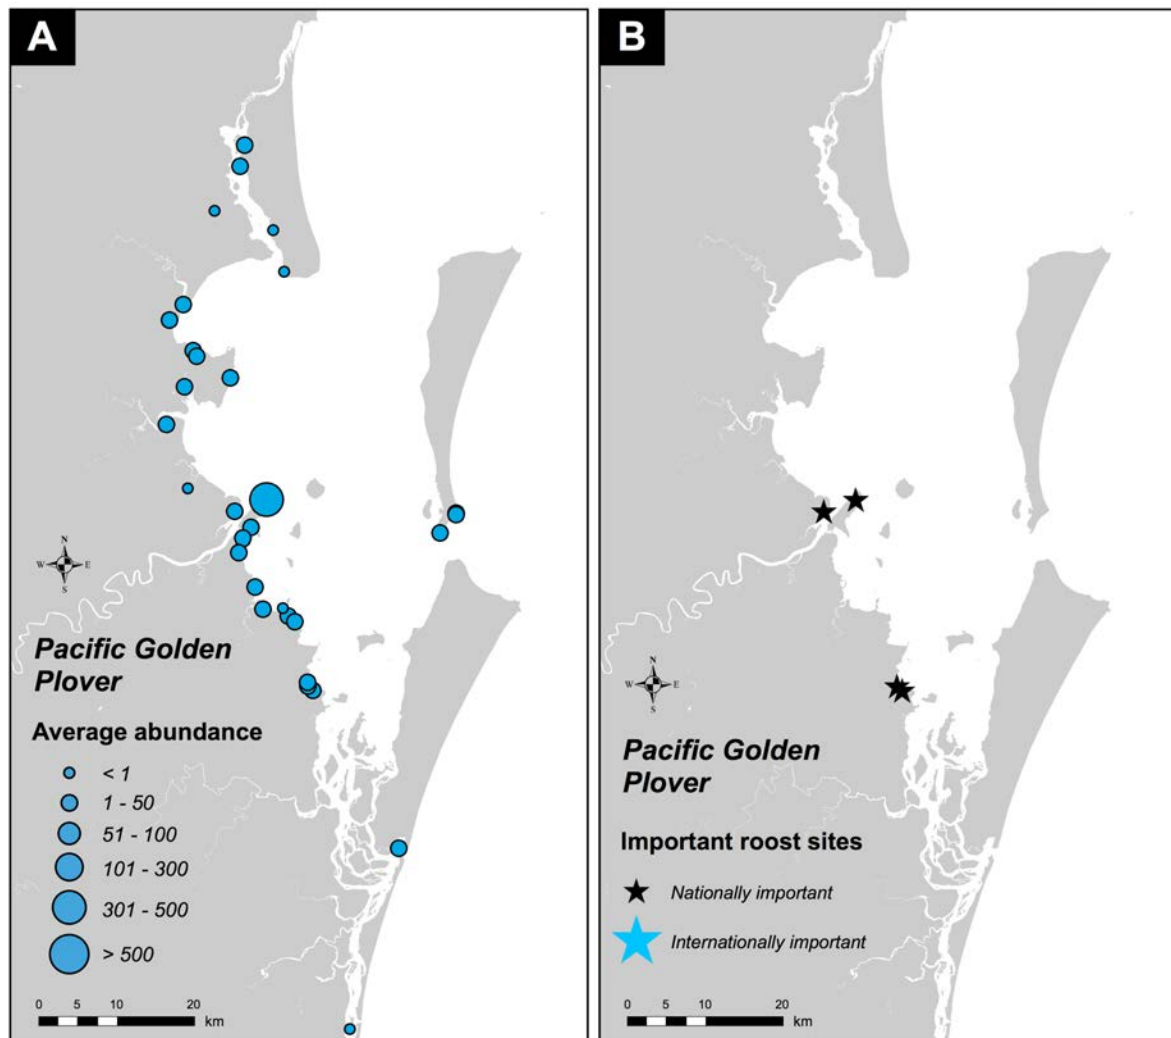 A
N
W E
S
Pacific Golden
Plover
Average abundance
< 1
1 - 50
51 - 100
101 - 300
301 - 500
> 500
0 5 10 20
km
B
N
W E
S
Pacific Golden
Plover
Important roost sites
Nationally important
Internationally important
0 5 10 20
km